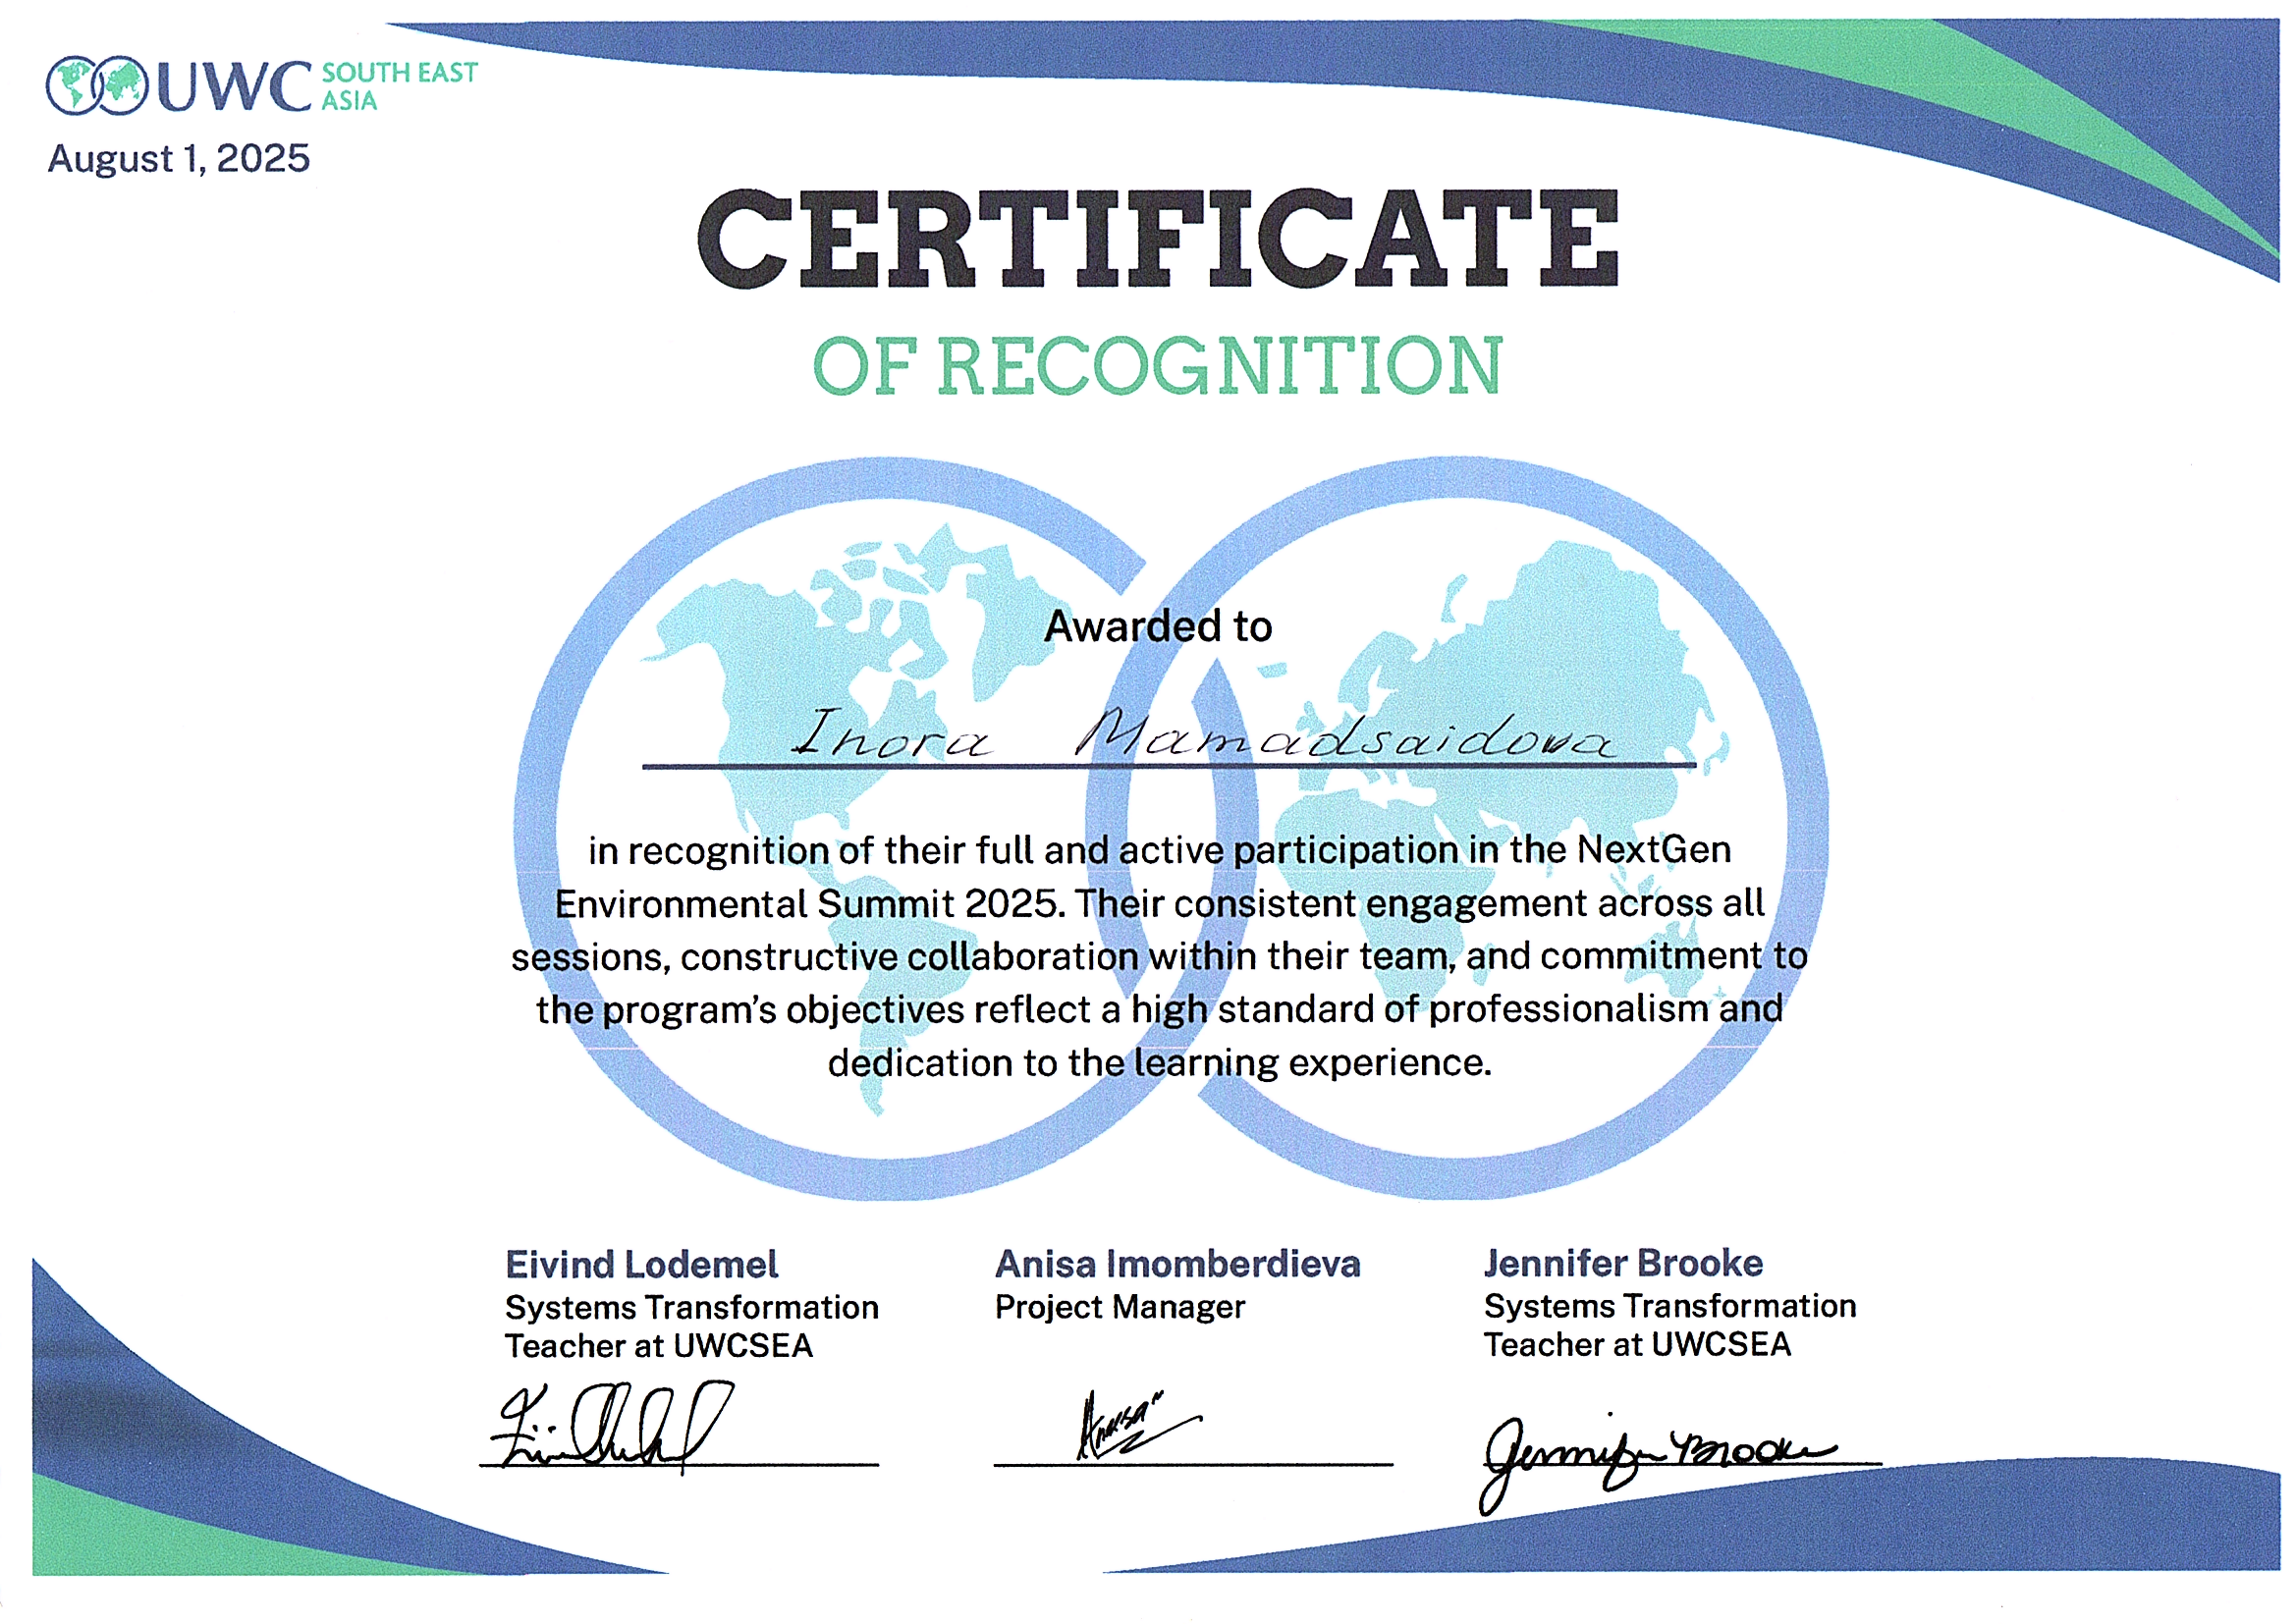 UWC SOUTH EAST ASIA
August 1, 2025
CERTIFICATE
OF RECOGNITION
Awarded to
Inora Mamadsaidova
in recognition of their full and active participation in the NextGen
Environmental Summit 2025. Their consistent engagement across all
sessions, constructive collaboration within their team, and commitment to
the program's objectives reflect a high standard of professionalism and
dedication to the learning experience.
Eivind Lodemel
Systems Transformation
Teacher at UWCSEA
Anisa Imomberdieva
Project Manager
Anisa
Jennifer Brooke
Systems Transformation
Teacher at UWCSEA
Jennifer Brooke